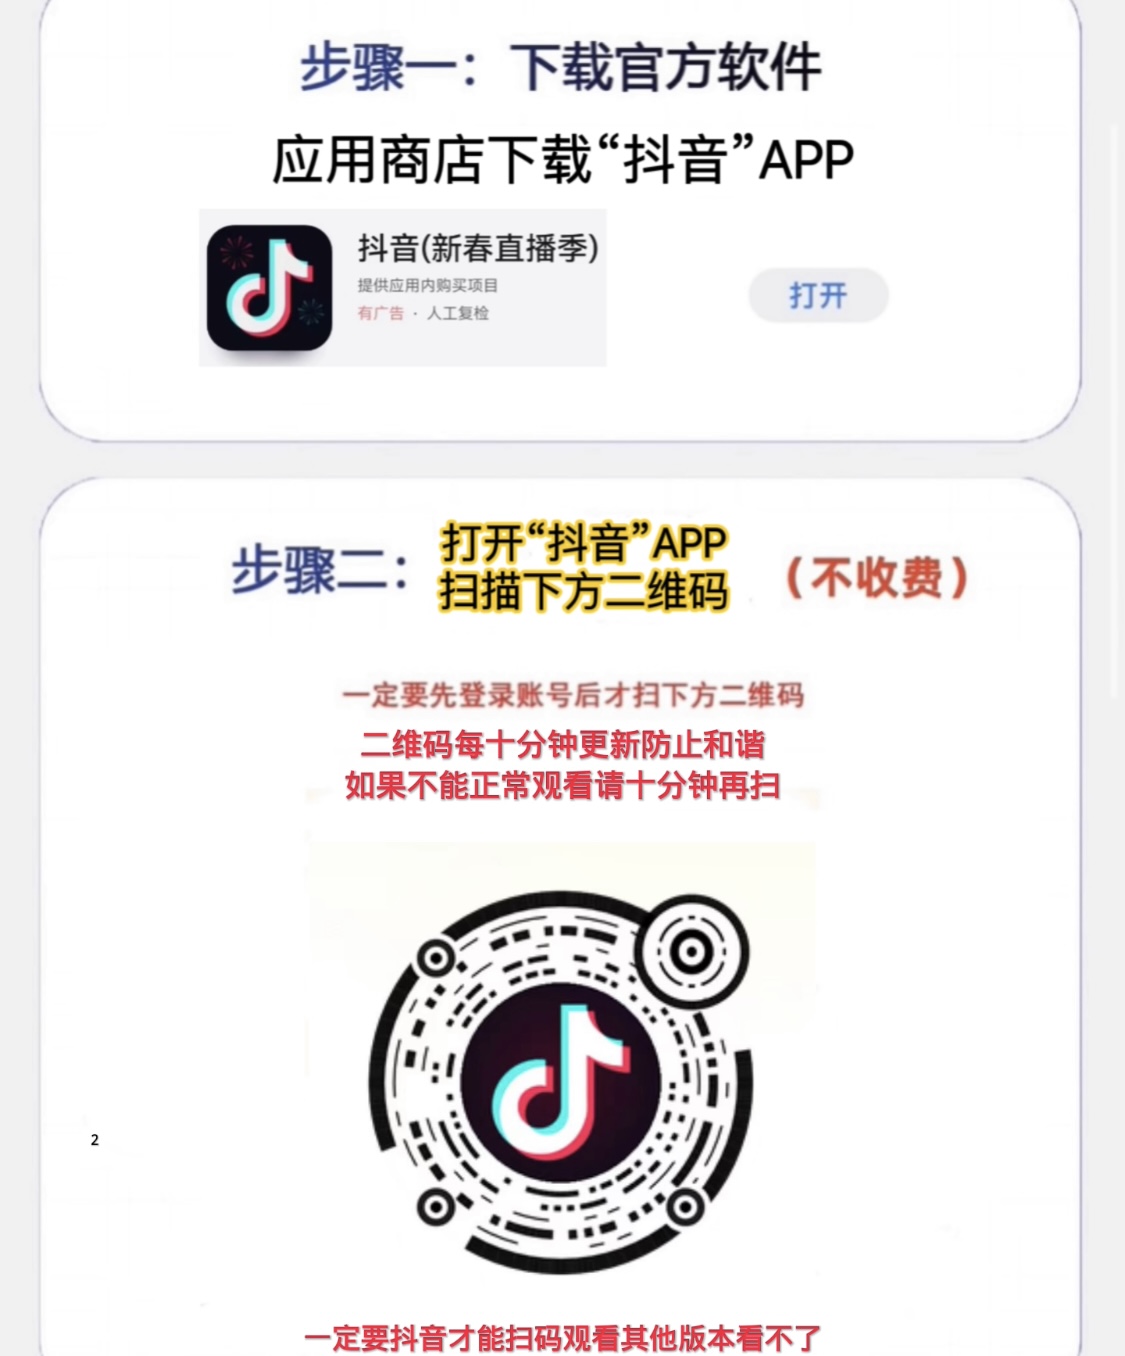 步骤一：下载官方软件
应用商店下载“抖音”APP
抖音(新春直播季)
提供应用内购买项目
有广告 · 人工复检
打开
步骤二：
打开“抖音”APP
扫描下方二维码
（不收费）
一定要先登录账号后才扫下方二维码
二维码每十分钟更新防止和谐
如果不能正常观看请十分钟再扫
2
一定要抖音才能扫码观看其他版本看不了